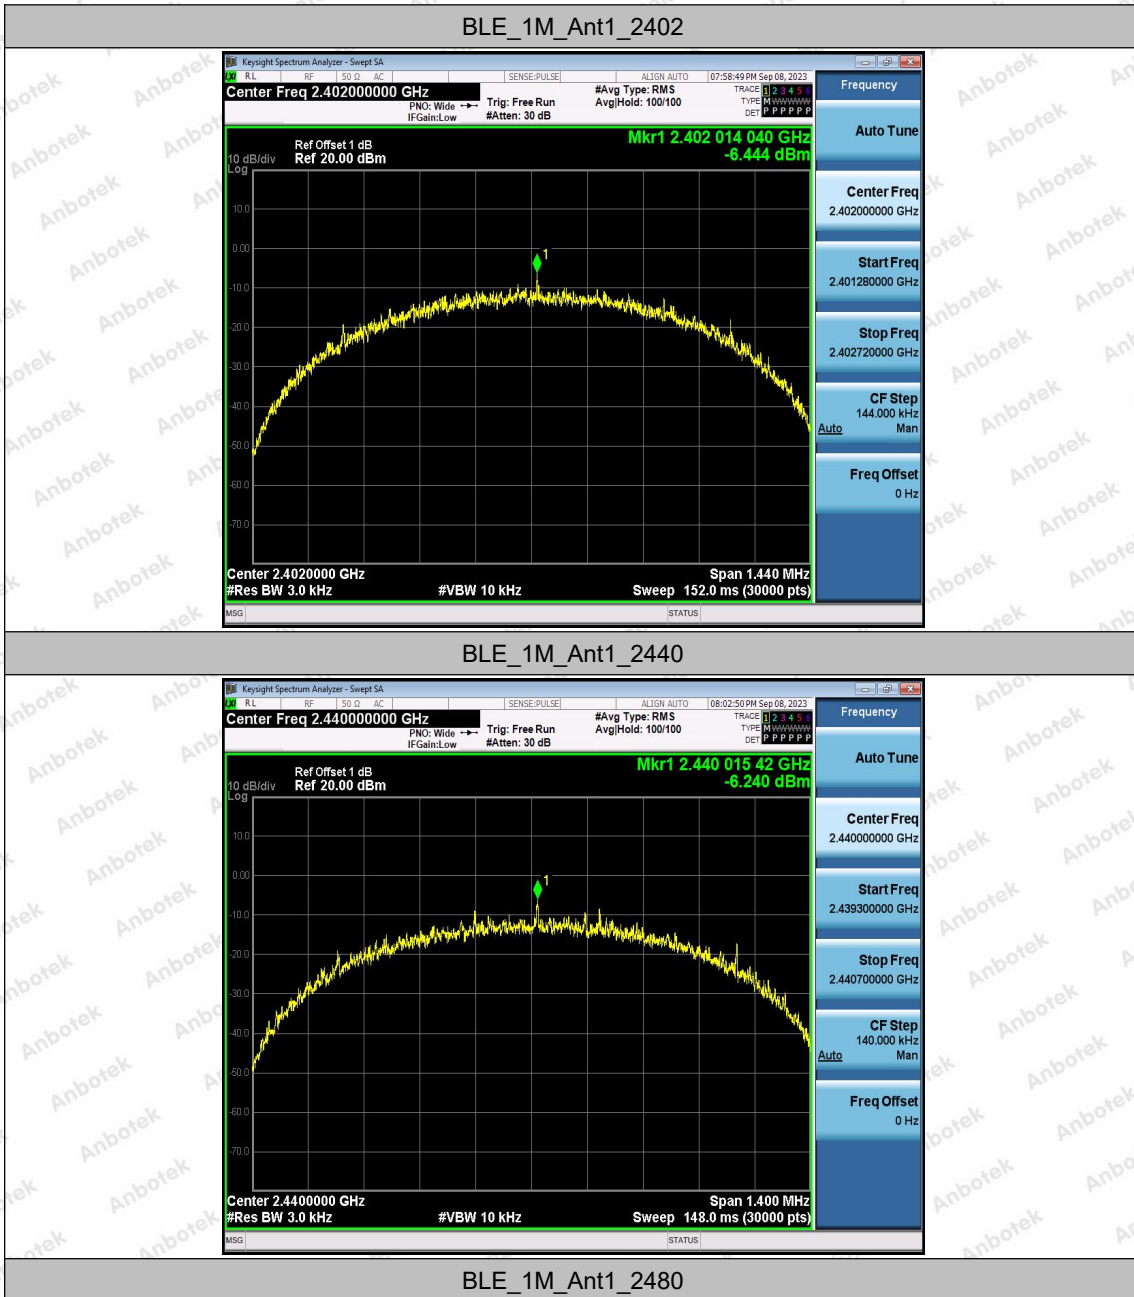 BLE_1M_Ant1_2402
Keysight Spectrum Analyzer - Swept SA
LXI RL RF 50 Ω AC SENSE:PULSE ALIGN AUTO 07:58:49 PM Sep 08, 2023
Center Freq 2.402000000 GHz
PNO: Wide
IFGain:Low
Trig: Free Run
#Atten: 30 dB
#Avg Type: RMS
Avg|Hold: 100/100
TRACE 1 2 3 4 5 6
TYPE M W W W W W
DET P P P P P P
Frequency
Auto Tune
Center Freq
2.402000000 GHz
Start Freq
2.401280000 GHz
Stop Freq
2.402720000 GHz
CF Step
144.000 kHz
Auto Man
Freq Offset
0 Hz
Ref Offset 1 dB
10 dB/div Ref 20.00 dBm
Log
Mkr1 2.402 014 040 GHz
-6.444 dBm
10.0
0.00
-10.0
-20.0
-30.0
-40.0
-50.0
-60.0
-70.0
1
Center 2.4020000 GHz Span 1.440 MHz
#Res BW 3.0 kHz #VBW 10 kHz Sweep 152.0 ms (30000 pts)
MSG STATUS
BLE_1M_Ant1_2440
Keysight Spectrum Analyzer - Swept SA
LXI RL RF 50 Ω AC SENSE:PULSE ALIGN AUTO 08:02:50 PM Sep 08, 2023
Center Freq 2.440000000 GHz
PNO: Wide
IFGain:Low
Trig: Free Run
#Atten: 30 dB
#Avg Type: RMS
Avg|Hold: 100/100
TRACE 1 2 3 4 5 6
TYPE M W W W W W
DET P P P P P P
Frequency
Auto Tune
Center Freq
2.440000000 GHz
Start Freq
2.439300000 GHz
Stop Freq
2.440700000 GHz
CF Step
140.000 kHz
Auto Man
Freq Offset
0 Hz
Ref Offset 1 dB
10 dB/div Ref 20.00 dBm
Log
Mkr1 2.440 015 42 GHz
-6.240 dBm
10.0
0.00
-10.0
-20.0
-30.0
-40.0
-50.0
-60.0
-70.0
1
Center 2.4400000 GHz Span 1.400 MHz
#Res BW 3.0 kHz #VBW 10 kHz Sweep 148.0 ms (30000 pts)
MSG STATUS
BLE_1M_Ant1_2480
Anbotek